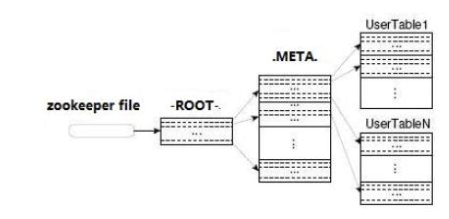 UserTable1
.META.
zookeeper file
-ROOT-.
...
...
...
...
...
⋮
⋮
UserTableN
...
...
...
⋮